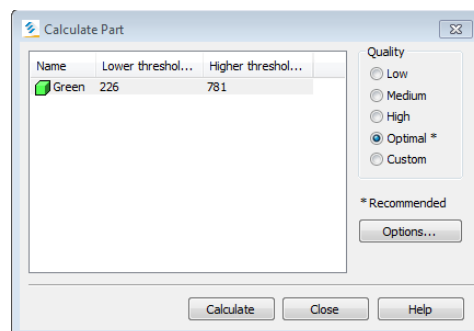 Calculate Part
Name Lower threshol... Higher threshol...
Green 226 781
Quality
Low
Medium
High
Optimal *
Custom
* Recommended
Options...
Calculate Close Help